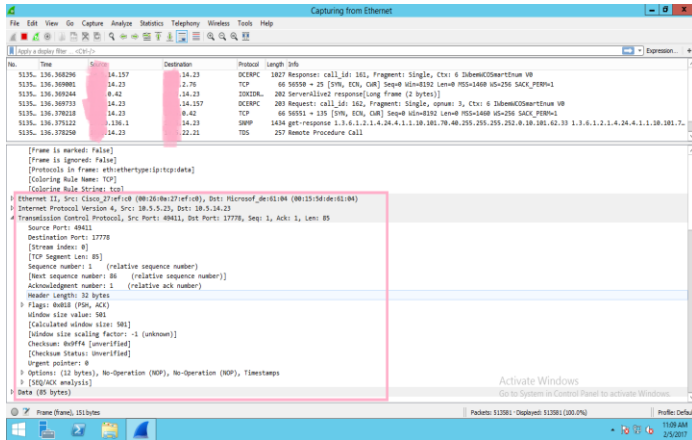 Capturing from Ethernet
File Edit View Go Capture Analyze Statistics Telephony Wireless Tools Help
Apply a display filter ... <Ctrl-/> Expression... +
No. Time Source Destination Protocol Length Info
5135… 136.368296 .14.157 .14.23 DCERPC 1027 Response: call_id: 161, Fragment: Single, Ctx: 6 IWbemWCOSmartEnum V0
5135… 136.369001 .14.23 .2.76 TCP 66 56550 → 25 [SYN, ECN, CWR] Seq=0 Win=8192 Len=0 MSS=1460 WS=256 SACK_PERM=1
5135… 136.369244 0.42 .14.23 IOXIDR… 202 ServerAlive2 response[Long frame (2 bytes)]
5135… 136.369733 .14.23 .14.157 DCERPC 203 Request: call_id: 162, Fragment: Single, opnum: 3, Ctx: 6 IWbemWCOSmartEnum V0
5135… 136.370218 .14.23 0.42 TCP 66 56551 → 135 [SYN, ECN, CWR] Seq=0 Win=8192 Len=0 MSS=1460 WS=256 SACK_PERM=1
5135… 136.375122 .136.1 .14.23 SNMP 1434 get-response 1.3.6.1.2.1.4.24.4.1.1.10.101.70.40.255.255.255.252.0.10.101.62.33 1.3.6.1.2.1.4.24.4.1.1.10.101.7…
5135… 136.378250 .14.23 .22.21 TDS 257 Remote Procedure Call
[Frame is marked: False]
[Frame is ignored: False]
[Protocols in frame: eth:ethertype:ip:tcp:data]
[Coloring Rule Name: TCP]
[Coloring Rule String: tcp]
Ethernet II, Src: Cisco_27:ef:c0 (00:26:0a:27:ef:c0), Dst: Microsof_de:61:04 (00:15:5d:de:61:04)
Internet Protocol Version 4, Src: 10.5.5.23, Dst: 10.5.14.23
Transmission Control Protocol, Src Port: 49411, Dst Port: 17778, Seq: 1, Ack: 1, Len: 85
Source Port: 49411
Destination Port: 17778
[Stream index: 0]
[TCP Segment Len: 85]
Sequence number: 1 (relative sequence number)
[Next sequence number: 86 (relative sequence number)]
Acknowledgment number: 1 (relative ack number)
Header Length: 32 bytes
Flags: 0x018 (PSH, ACK)
Window size value: 501
[Calculated window size: 501]
[Window size scaling factor: -1 (unknown)]
Checksum: 0x9ff4 [unverified]
[Checksum Status: Unverified]
Urgent pointer: 0
Options: (12 bytes), No-Operation (NOP), No-Operation (NOP), Timestamps
[SEQ/ACK analysis]
Data (85 bytes)
Activate Windows
Go to System in Control Panel to activate Windows.
Frame (frame), 151 bytes Packets: 513581 · Displayed: 513581 (100.0%) Profile: Defau
11:09 AM
2/5/2017